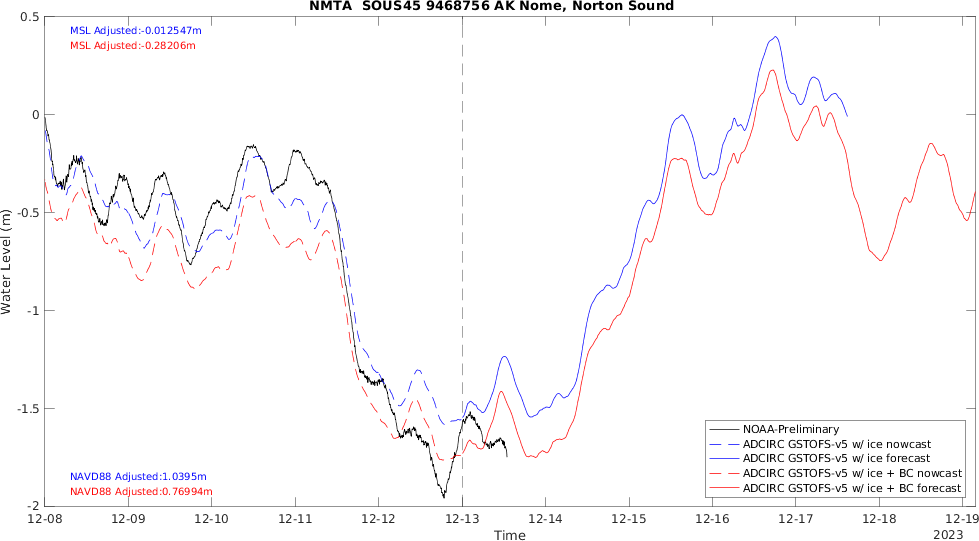 NMTA  SOUS45 9468756 AK Nome, Norton Sound
0.5
MSL Adjusted:-0.012547m
MSL Adjusted:-0.28206m
0
-0.5
Water Level (m)
-1
-1.5
NOAA-Preliminary
ADCIRC GSTOFS-v5 w/ ice nowcast
ADCIRC GSTOFS-v5 w/ ice forecast
ADCIRC GSTOFS-v5 w/ ice + BC nowcast
ADCIRC GSTOFS-v5 w/ ice + BC forecast
NAVD88 Adjusted:1.0395m
NAVD88 Adjusted:0.76994m
-2
12-08 12-09 12-10 12-11 12-12 12-13 12-14 12-15 12-16 12-17 12-18 12-19
Time
2023